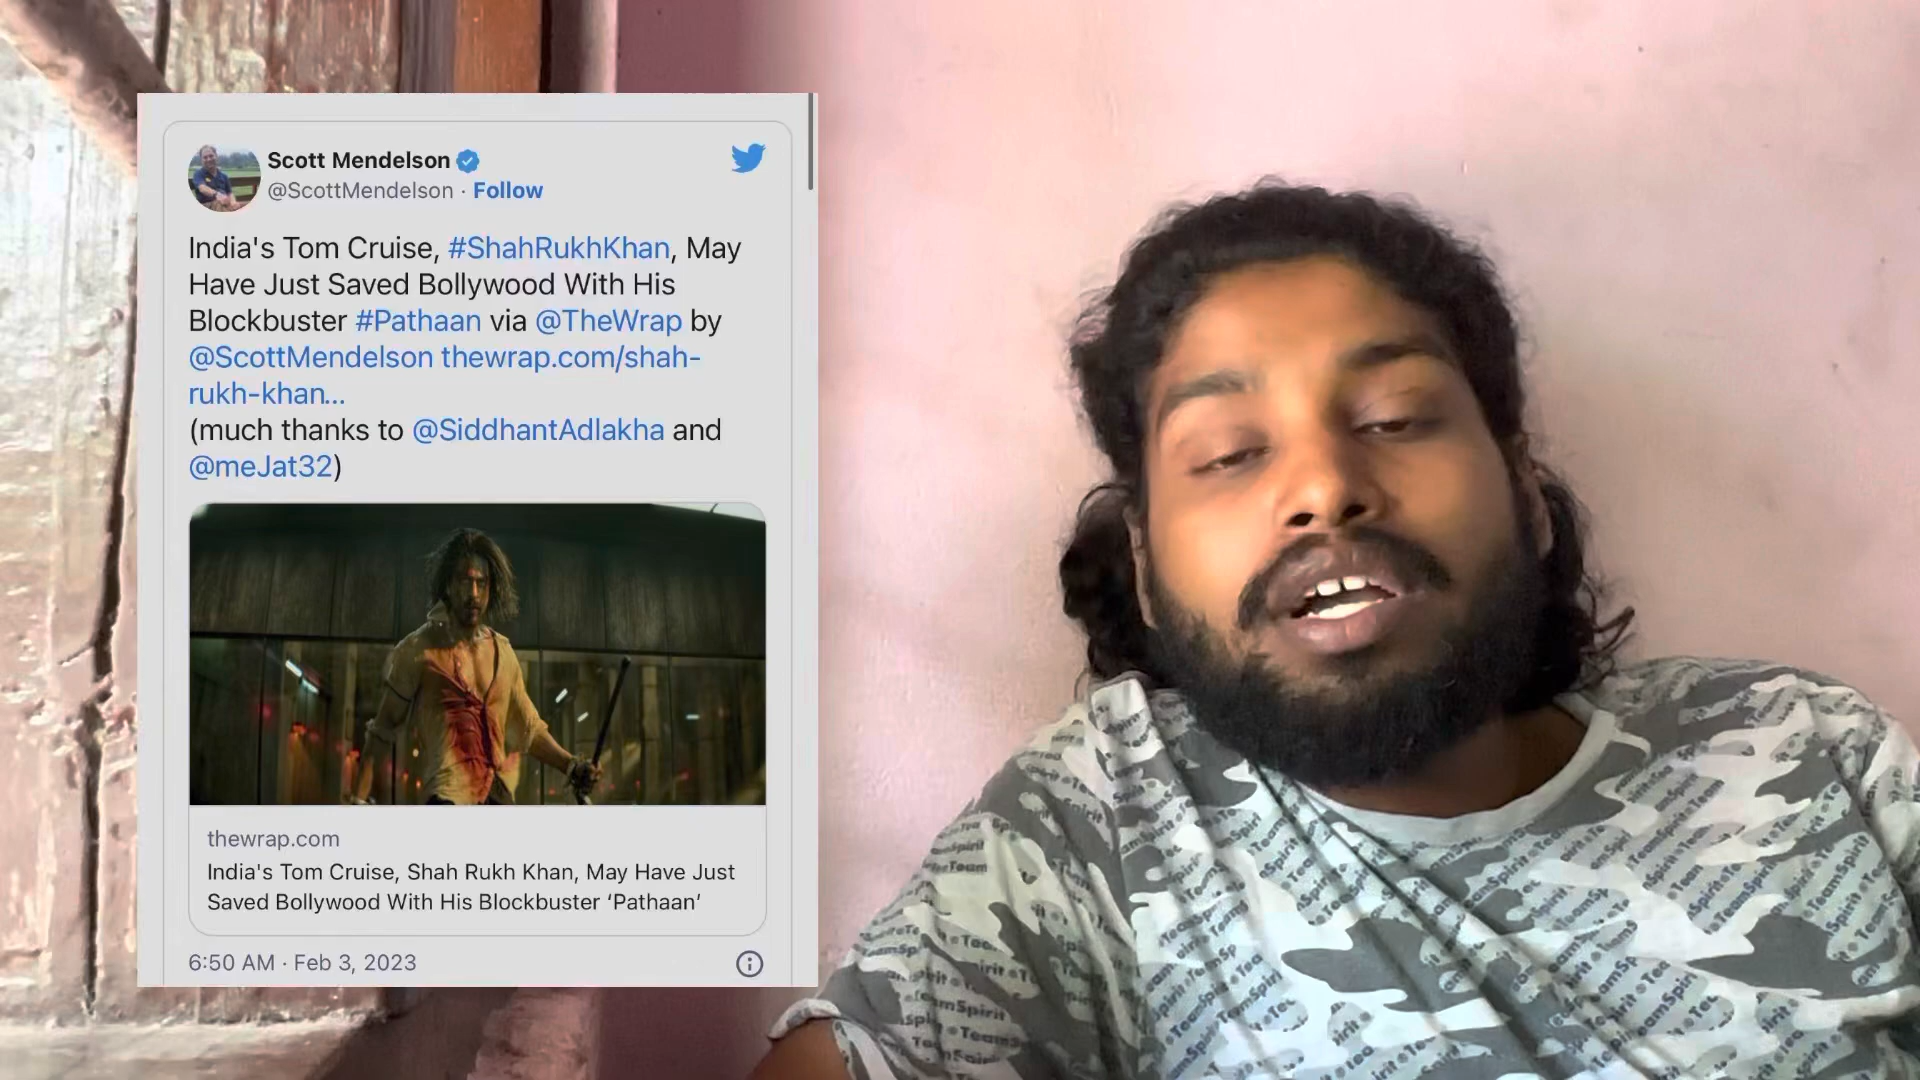 Scott Mendelson
@ScottMendelson · Follow
India's Tom Cruise, #ShahRukhKhan, May
Have Just Saved Bollywood With His
Blockbuster #Pathaan via @TheWrap by
@ScottMendelson thewrap.com/shah-
rukh-khan...
(much thanks to @SiddhantAdlakha and
@meJat32)
thewrap.com
India's Tom Cruise, Shah Rukh Khan, May Have Just
Saved Bollywood With His Blockbuster ‘Pathaan’
6:50 AM · Feb 3, 2023
TeamSpirit